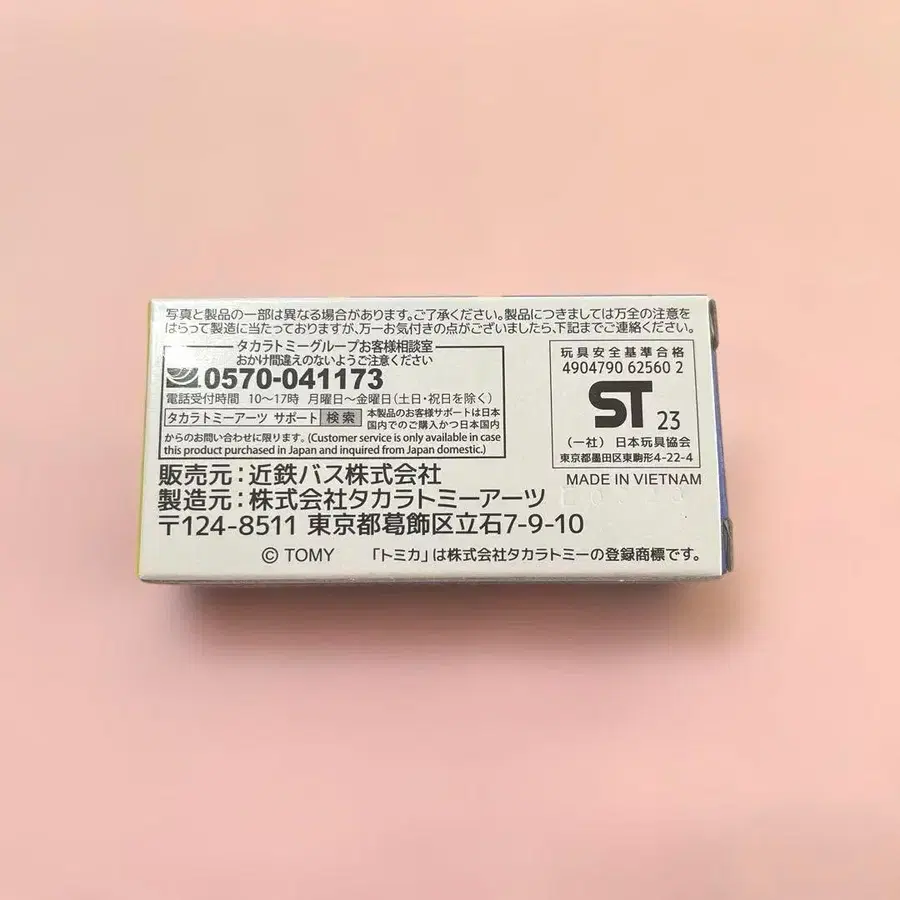 写真と製品の一部は異なる場合があります。ご了承ください。製品につきましては万全の注意を
はらって製造に当たっておりますが、万一お気付きの点がございましたら、下記までご連絡ください。
タカラトミーグループお客様相談室
おかけ間違えのないようご注意ください
0570-041173
電話受付時間 10〜17時 月曜日〜金曜日(土日・祝日を除く)
タカラトミーアーツ サポート 検索
本製品のお客様サポートは日本
国内でのご購入かつ日本国内
からのお問い合わせに限ります。(Customer service is only available in case
this product purchased in Japan and inquired from Japan domestic.)
玩具安全基準合格
4904790 62560 2
ST 23
(一社) 日本玩具協会
東京都墨田区東駒形4-22-4
MADE IN VIETNAM
販売元:近鉄バス株式会社
製造元:株式会社タカラトミーアーツ
〒124-8511 東京都葛飾区立石7-9-10
© TOMY 「トミカ」は株式会社タカラトミーの登録商標です。